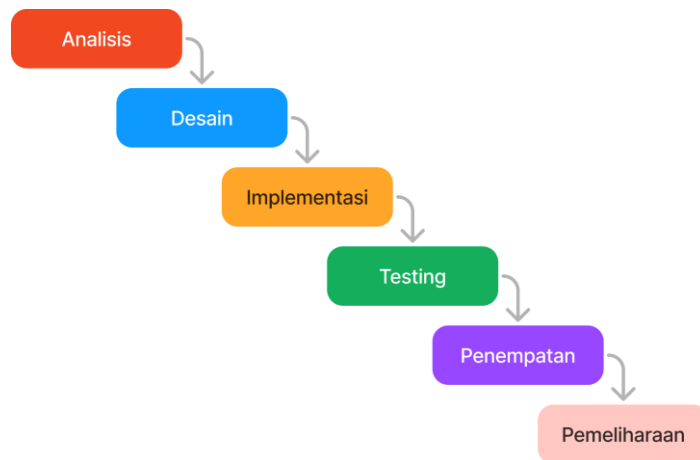 Analisis
Desain
Implementasi
Testing
Penempatan
Pemeliharaan